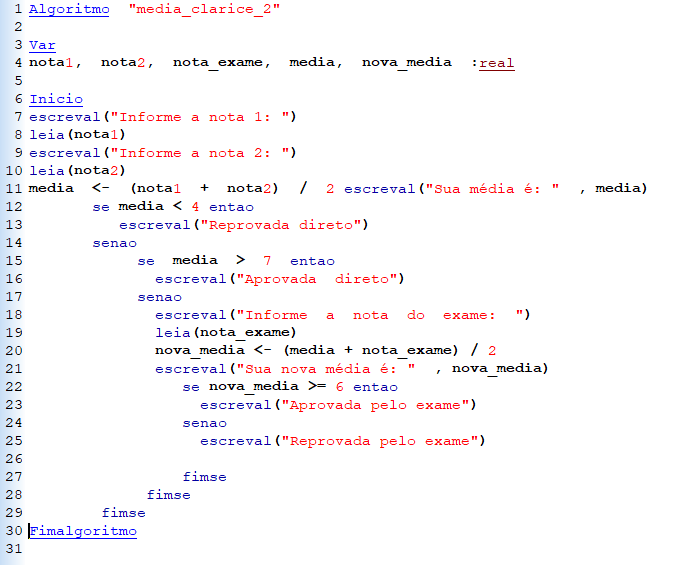 1 Algoritmo "media_clarice_2"
2
3 Var
4 nota1, nota2, nota_exame, media, nova_media :real
5
6 Inicio
7 escreval("Informe a nota 1: ")
8 leia(nota1)
9 escreval("Informe a nota 2: ")
10 leia(nota2)
11 media <- (nota1 + nota2) / 2 escreval("Sua média é: " , media)
12 se media < 4 entao
13 escreval("Reprovada direto")
14 senao
15 se media > 7 entao
16 escreval("Aprovada direto")
17 senao
18 escreval("Informe a nota do exame: ")
19 leia(nota_exame)
20 nova_media <- (media + nota_exame) / 2
21 escreval("Sua nova média é: " , nova_media)
22 se nova_media >= 6 entao
23 escreval("Aprovada pelo exame")
24 senao
25 escreval("Reprovada pelo exame")
26
27 fimse
28 fimse
29 fimse
30 Fimalgoritmo
31